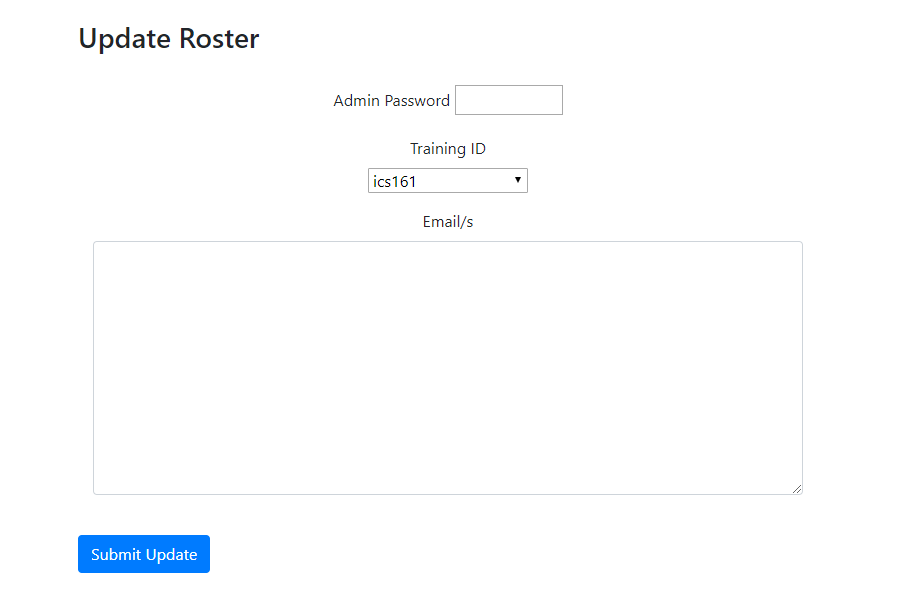 Update Roster
Admin Password
Training ID
ics161
Email/s
Submit Update